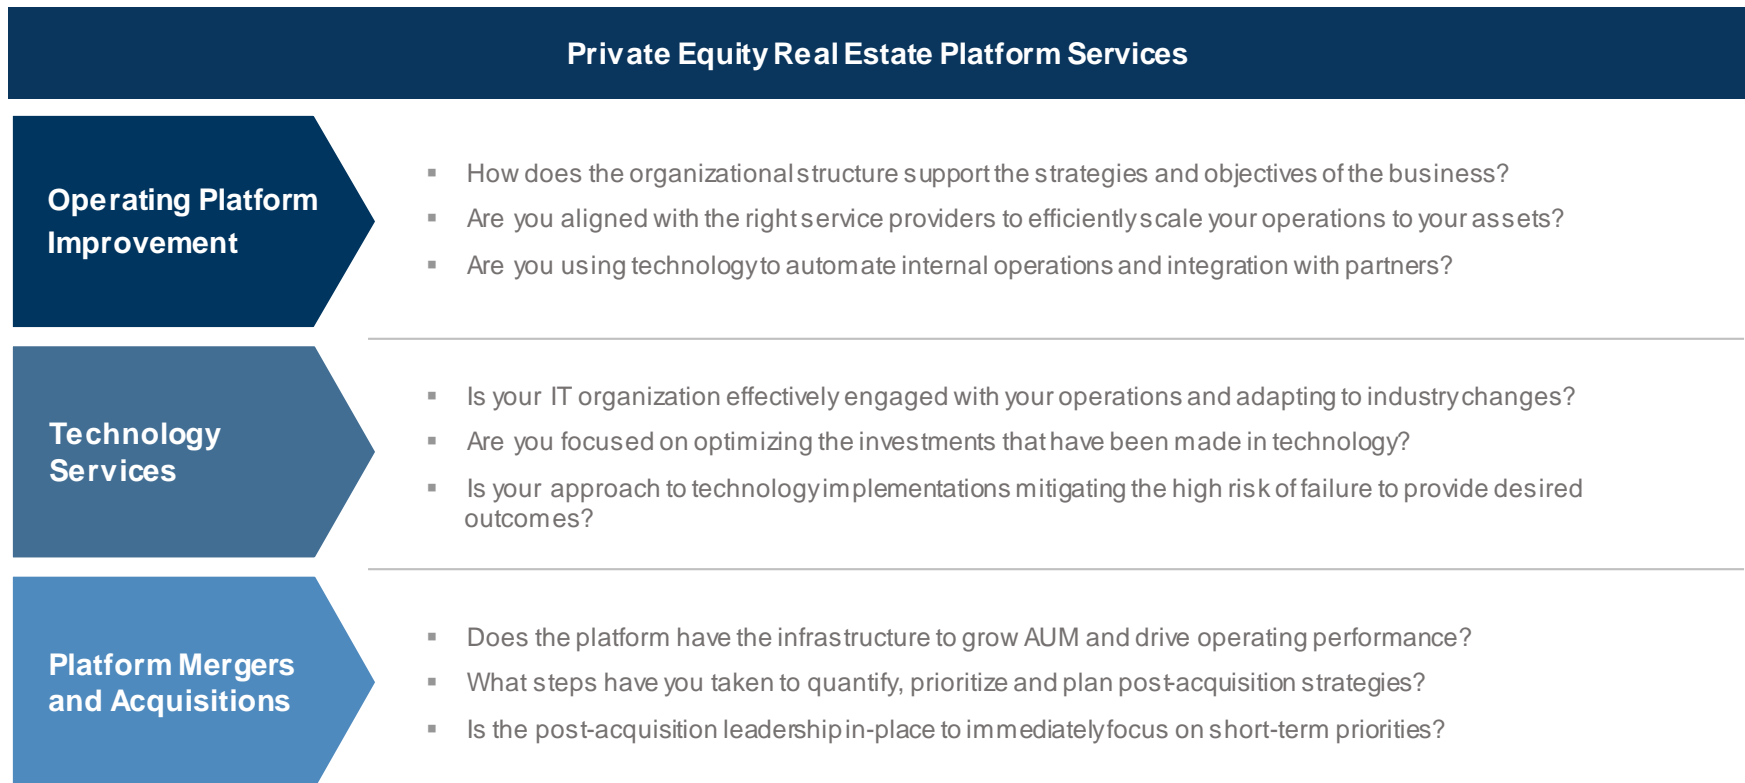 Private Equity Real Estate Platform Services
Operating Platform
Improvement
▪ How does the organizational structure support the strategies and objectives of the business?
▪ Are you aligned with the right service providers to efficiently scale your operations to your assets?
▪ Are you using technology to automate internal operations and integration with partners?
Technology
Services
▪ Is your IT organization effectively engaged with your operations and adapting to industry changes?
▪ Are you focused on optimizing the investments that have been made in technology?
▪ Is your approach to technology implementations mitigating the high risk of failure to provide desired
outcomes?
Platform Mergers
and Acquisitions
▪ Does the platform have the infrastructure to grow AUM and drive operating performance?
▪ What steps have you taken to quantify, prioritize and plan post-acquisition strategies?
▪ Is the post-acquisition leadership in-place to immediately focus on short-term priorities?